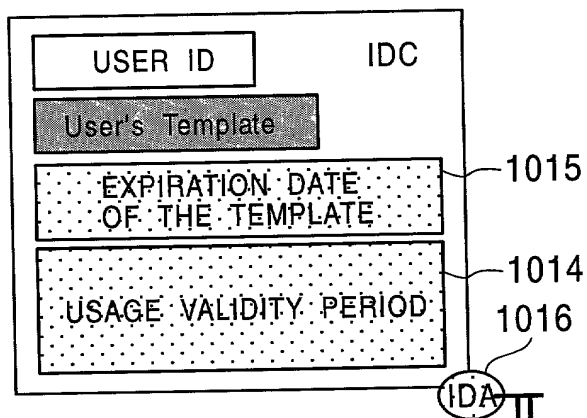 USER ID
IDC
User's Template
EXPIRATION DATE
OF THE TEMPLATE
1015
USAGE VALIDITY PERIOD
1014
1016
IDA